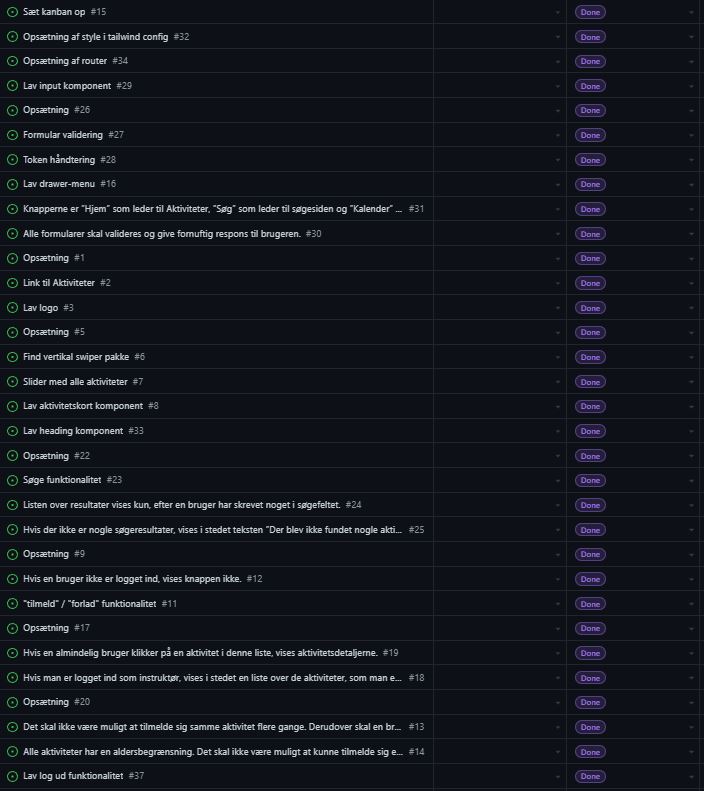 Sæt kanban op #15 Done
Opsætning af style i tailwind config #32 Done
Opsætning af router #34 Done
Lav input komponent #29 Done
Opsætning #26 Done
Formular validering #27 Done
Token håndtering #28 Done
Lav drawer-menu #16 Done
Knapperne er "Hjem" som leder til Aktiviteter, "Søg" som leder til søgesiden og "Kalender" ... #31 Done
Alle formularer skal valideres og give fornuftig respons til brugeren. #30 Done
Opsætning #1 Done
Link til Aktiviteter #2 Done
Lav logo #3 Done
Opsætning #5 Done
Find vertikal swiper pakke #6 Done
Slider med alle aktiviteter #7 Done
Lav aktivitetskort komponent #8 Done
Lav heading komponent #33 Done
Opsætning #22 Done
Søge funktionalitet #23 Done
Listen over resultater vises kun, efter en bruger har skrevet noget i søgefeltet. #24 Done
Hvis der ikke er nogle søgeresultater, vises i stedet teksten "Der blev ikke fundet nogle akti... #25 Done
Opsætning #9 Done
Hvis en bruger ikke er logget ind, vises knappen ikke. #12 Done
"tilmeld" / "forlad" funktionalitet #11 Done
Opsætning #17 Done
Hvis en almindelig bruger klikker på en aktivitet i denne liste, vises aktivitetsdetaljerne. #19 Done
Hvis man er logget ind som instruktør, vises i stedet en liste over de aktiviteter, som man e... #18 Done
Opsætning #20 Done
Det skal ikke være muligt at tilmelde sig samme aktivitet flere gange. Derudover skal en br... #13 Done
Alle aktiviteter har en aldersbegrænsning. Det skal ikke være muligt at kunne tilmelde sig e... #14 Done
Lav log ud funktionalitet #37 Done